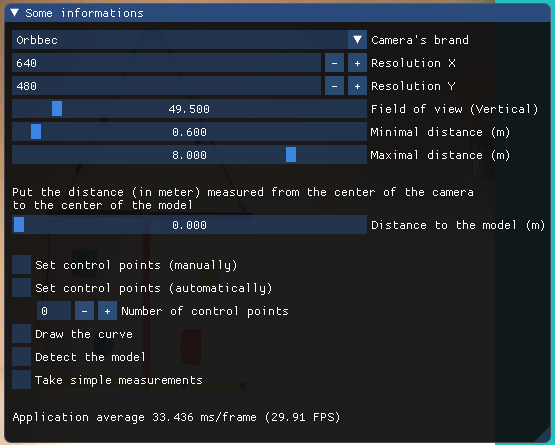 Some informations
Orbbec Camera's brand
640 - + Resolution X
480 - + Resolution Y
49.500 Field of view (Vertical)
0.600 Minimal distance (m)
8.000 Maximal distance (m)
Put the distance (in meter) measured from the center of the camera
to the center of the model
0.000 Distance to the model (m)
Set control points (manually)
Set control points (automatically)
0 - + Number of control points
Draw the curve
Detect the model
Take simple measurements
Application average 33.436 ms/frame (29.91 FPS)